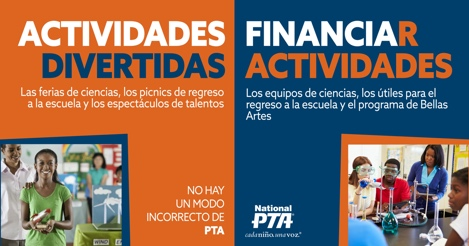 ACTIVIDADES
DIVERTIDAS
Las ferias de ciencias, los picnics de regreso
a la escuela y los espectáculos de talentos
NO HAY
UN MODO
INCORRECTO DE
PTA
FINANCIAR
ACTIVIDADES
Los equipos de ciencias, los útiles para el
regreso a la escuela y el programa de Bellas
Artes
National
PTA
cada niño. una voz.®
WIND